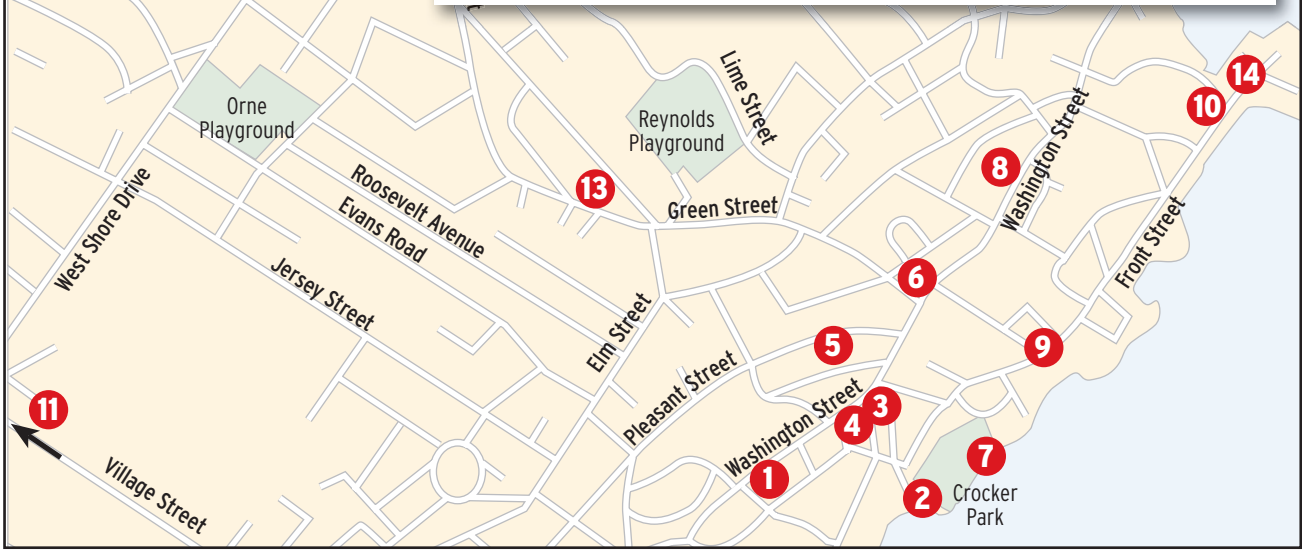 14
10
Orne
Playground
Reynolds
Playground
Lime Street
Washington Street
8
13
Roosevelt Avenue
Green Street
Evans Road
West Shore Drive
Front Street
6
Jersey Street
Elm Street
5
9
Pleasant Street
3
11
Washington Street
4
7
1
Village Street
2
Crocker
Park